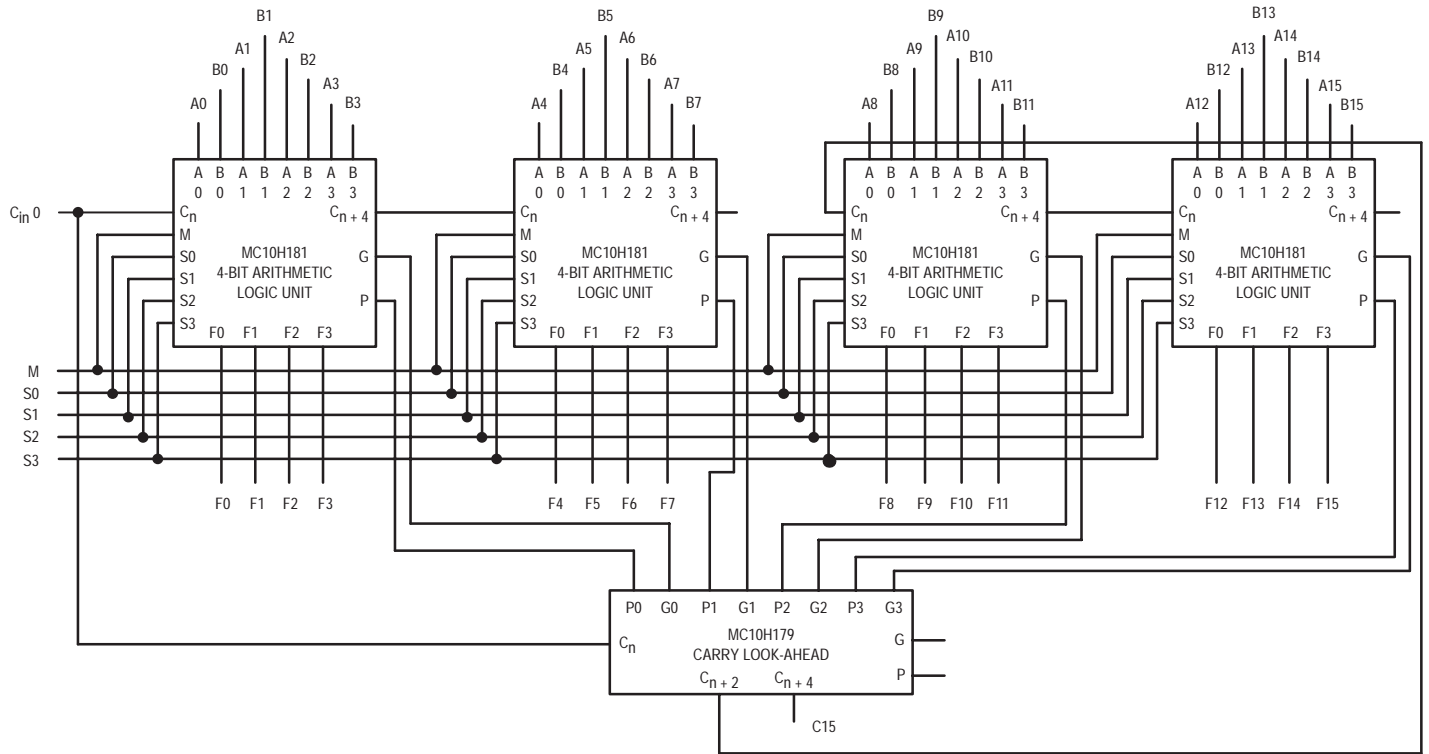 B1 B5 B9 B13
A1 A2 A5 A6 A9 A10 A13 A14
B0 B2 B4 B6 B8 B10 B12 B14
A0 A3 B3 A4 A7 B7 A8 A11 B11 A12 A15 B15
A B A B A B A B A B A B A B A B A B A B A B A B A B A B A B A B
0 0 1 1 2 2 3 3 0 0 1 1 2 2 3 3 0 0 1 1 2 2 3 3 0 0 1 1 2 2 3 3
Cin 0 Cn Cn + 4 Cn Cn + 4 Cn Cn + 4 Cn Cn + 4
M M M M
S0 MC10H181 G S0 MC10H181 G S0 MC10H181 G S0 MC10H181 G
S1 4-BIT ARITHMETIC S1 4-BIT ARITHMETIC S1 4-BIT ARITHMETIC S1 4-BIT ARITHMETIC
S2 LOGIC UNIT P S2 LOGIC UNIT P S2 LOGIC UNIT P S2 LOGIC UNIT P
S3 S3 S3 S3
F0 F1 F2 F3 F0 F1 F2 F3 F0 F1 F2 F3 F0 F1 F2 F3
M
S0
S1
S2
S3
F0 F1 F2 F3 F4 F5 F6 F7 F8 F9 F10 F11 F12 F13 F14 F15
P0 G0 P1 G1 P2 G2 P3 G3
Cn MC10H179 G
CARRY LOOK-AHEAD
P
Cn + 2 Cn + 4
C15